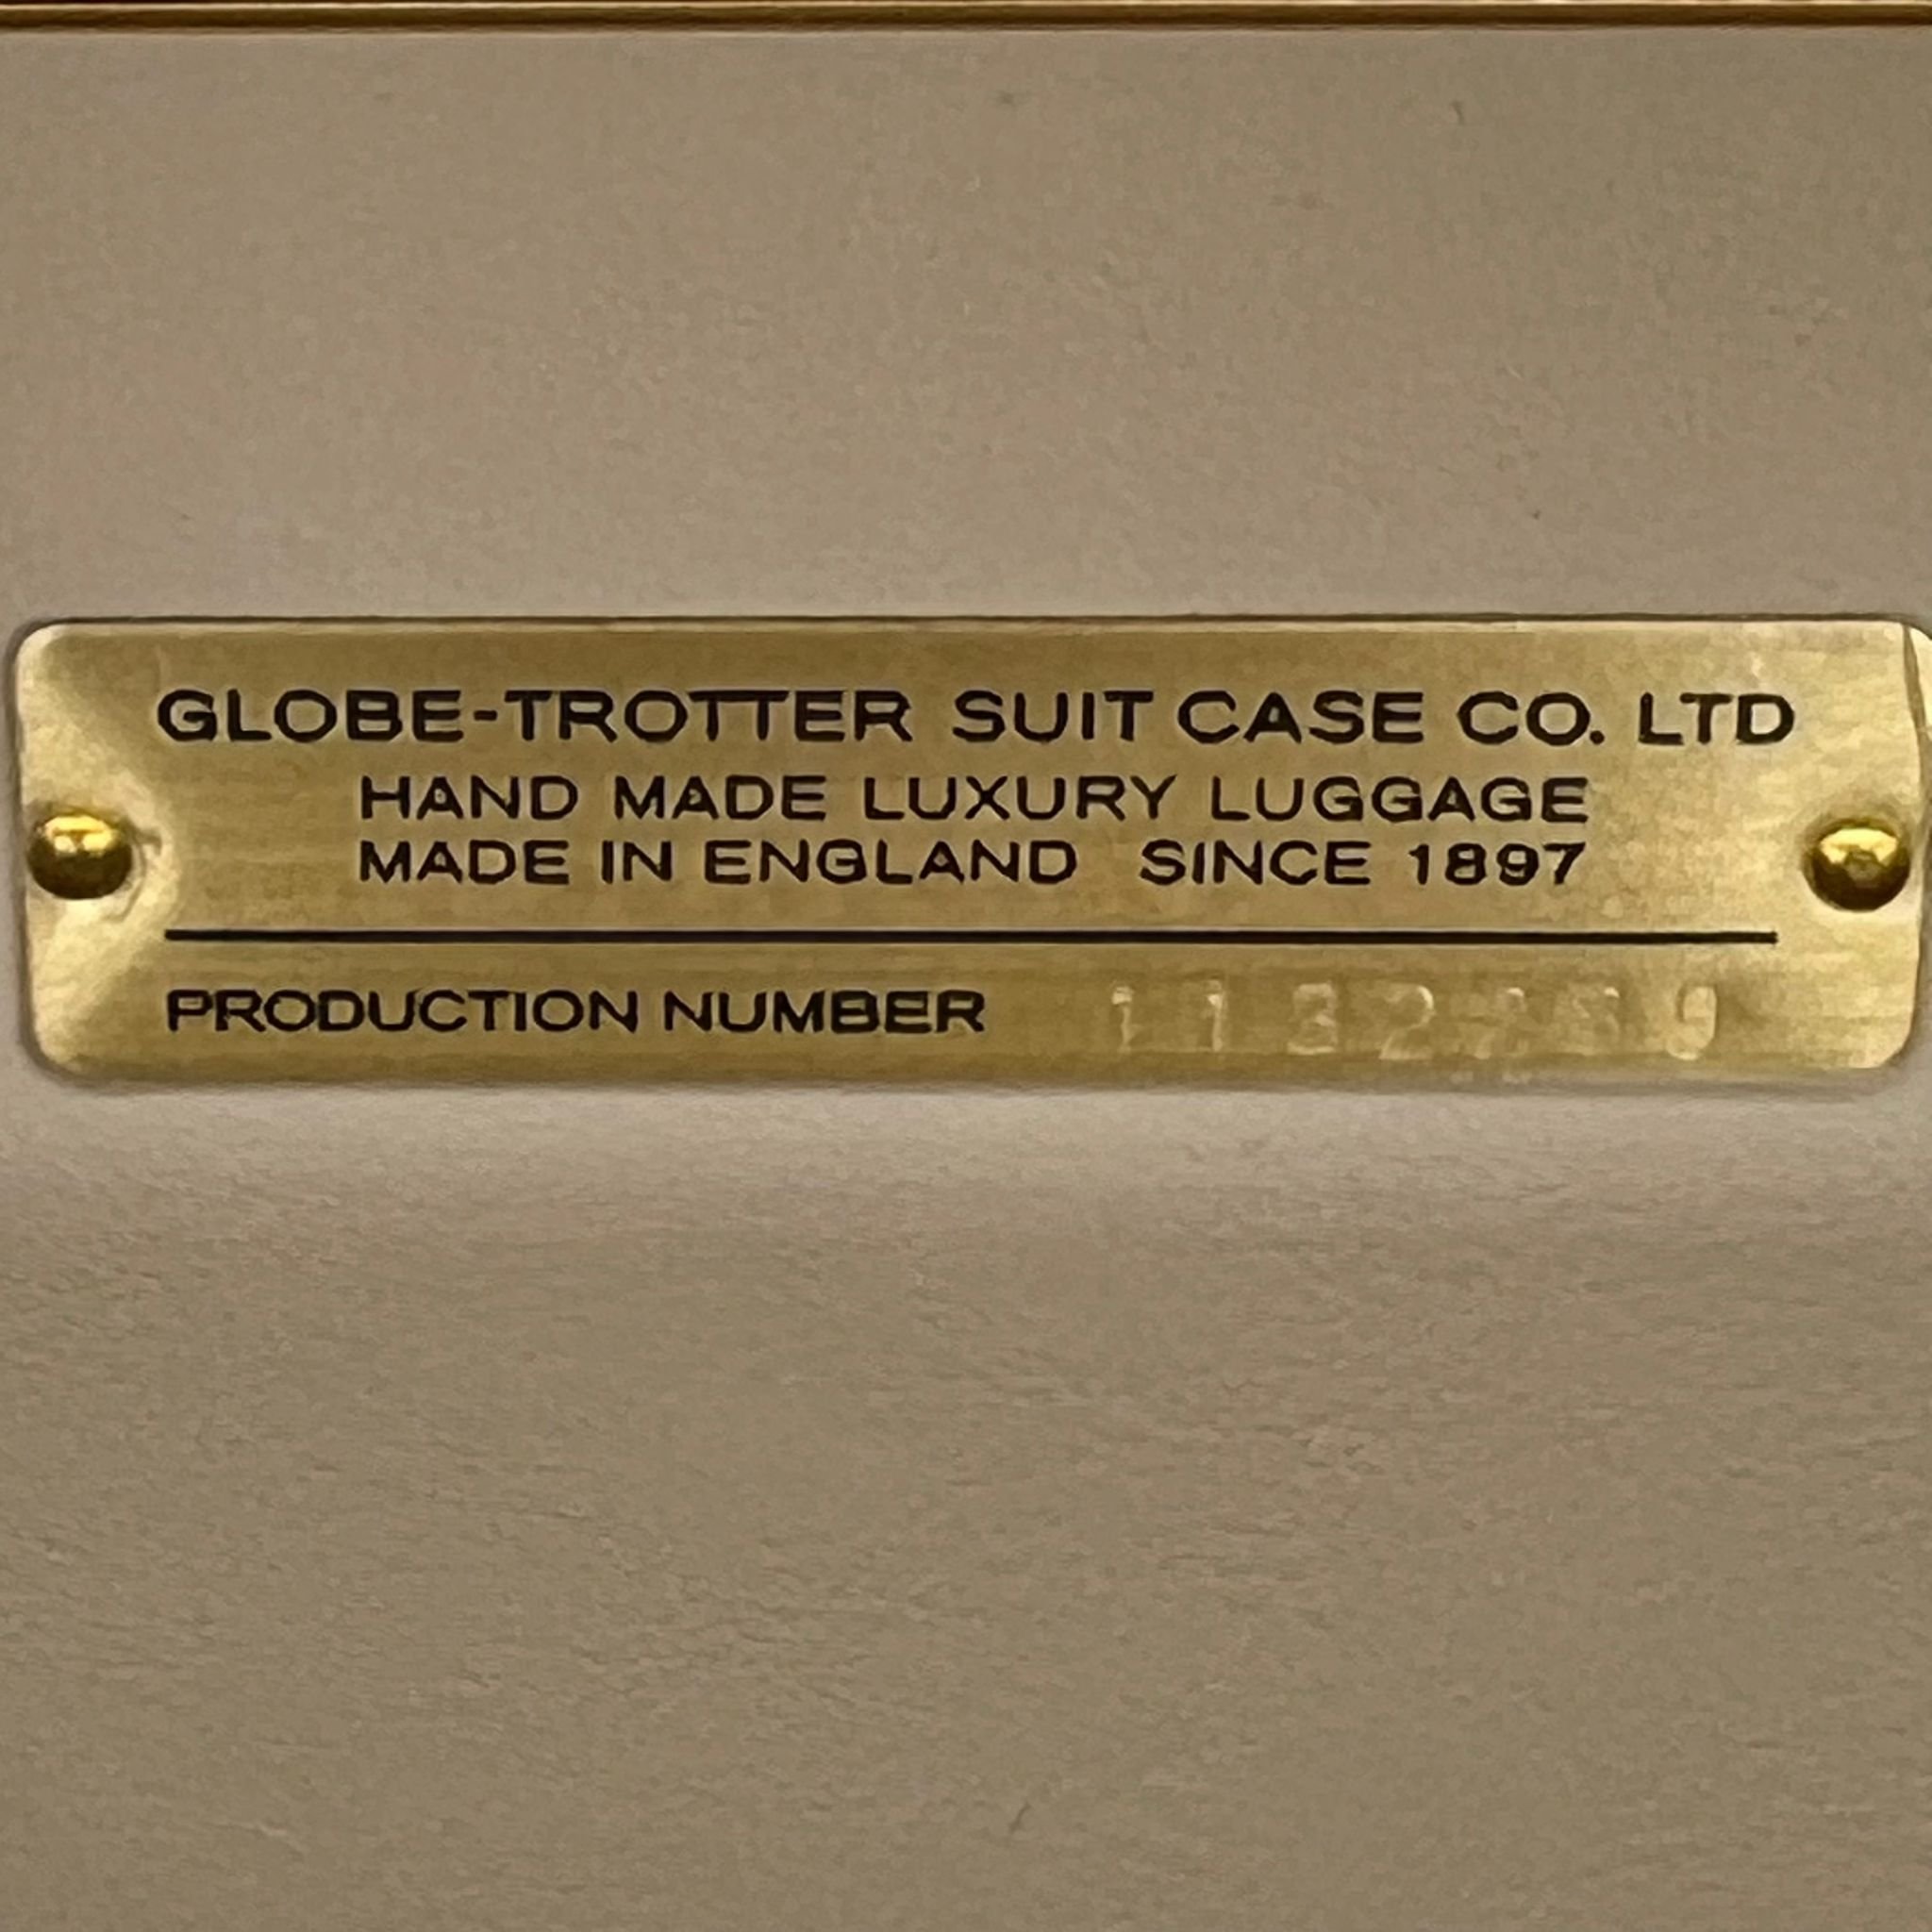 GLOBE-TROTTER SUIT CASE CO. LTD
HAND MADE LUXURY LUGGAGE
MADE IN ENGLAND SINCE 1897
PRODUCTION NUMBER